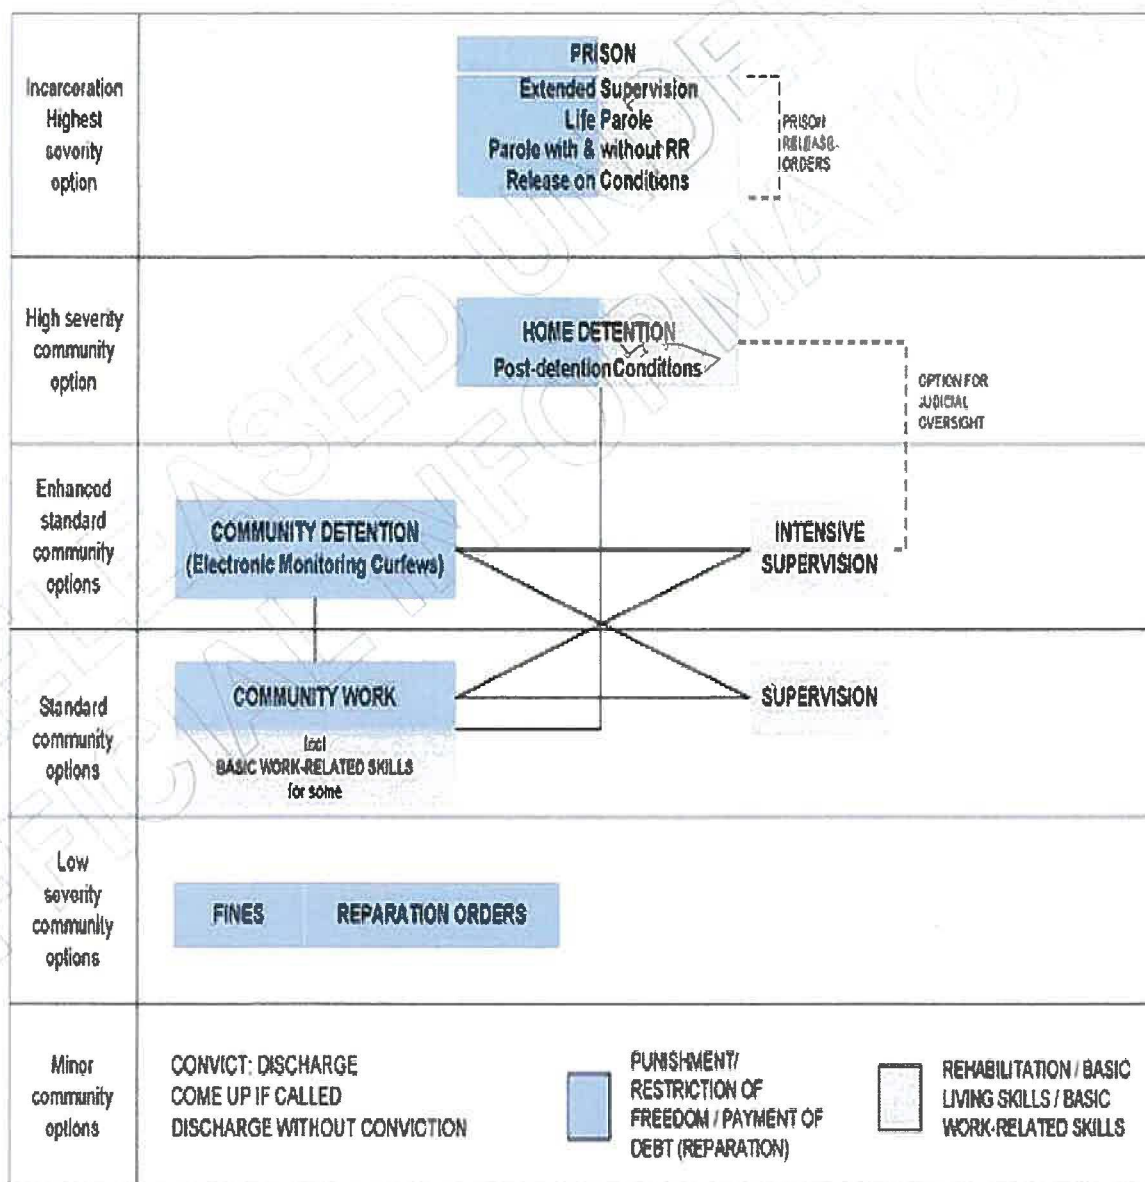 RELEASED UNDER
OFFICIAL INFORMATION
Incarceration
Highest
severity
option
PRISON
Extended Supervision
Life Parole
Parole with & without RR
Release on Conditions
PRISON
RELEASE
ORDERS
High severity
community
option
HOME DETENTION
Post-detention Conditions
OPTION FOR
JUDICIAL
OVERSIGHT
Enhanced
standard
community
options
COMMUNITY DETENTION
(Electronic Monitoring Curfews)
INTENSIVE
SUPERVISION
Standard
community
options
COMMUNITY WORK
Incl
BASIC WORK-RELATED SKILLS
for some
SUPERVISION
Low
severity
community
options
FINES
REPARATION ORDERS
Minor
community
options
CONVICT: DISCHARGE
COME UP IF CALLED
DISCHARGE WITHOUT CONVICTION
PUNISHMENT/
RESTRICTION OF
FREEDOM / PAYMENT OF
DEBT (REPARATION)
REHABILITATION / BASIC
LIVING SKILLS / BASIC
WORK-RELATED SKILLS